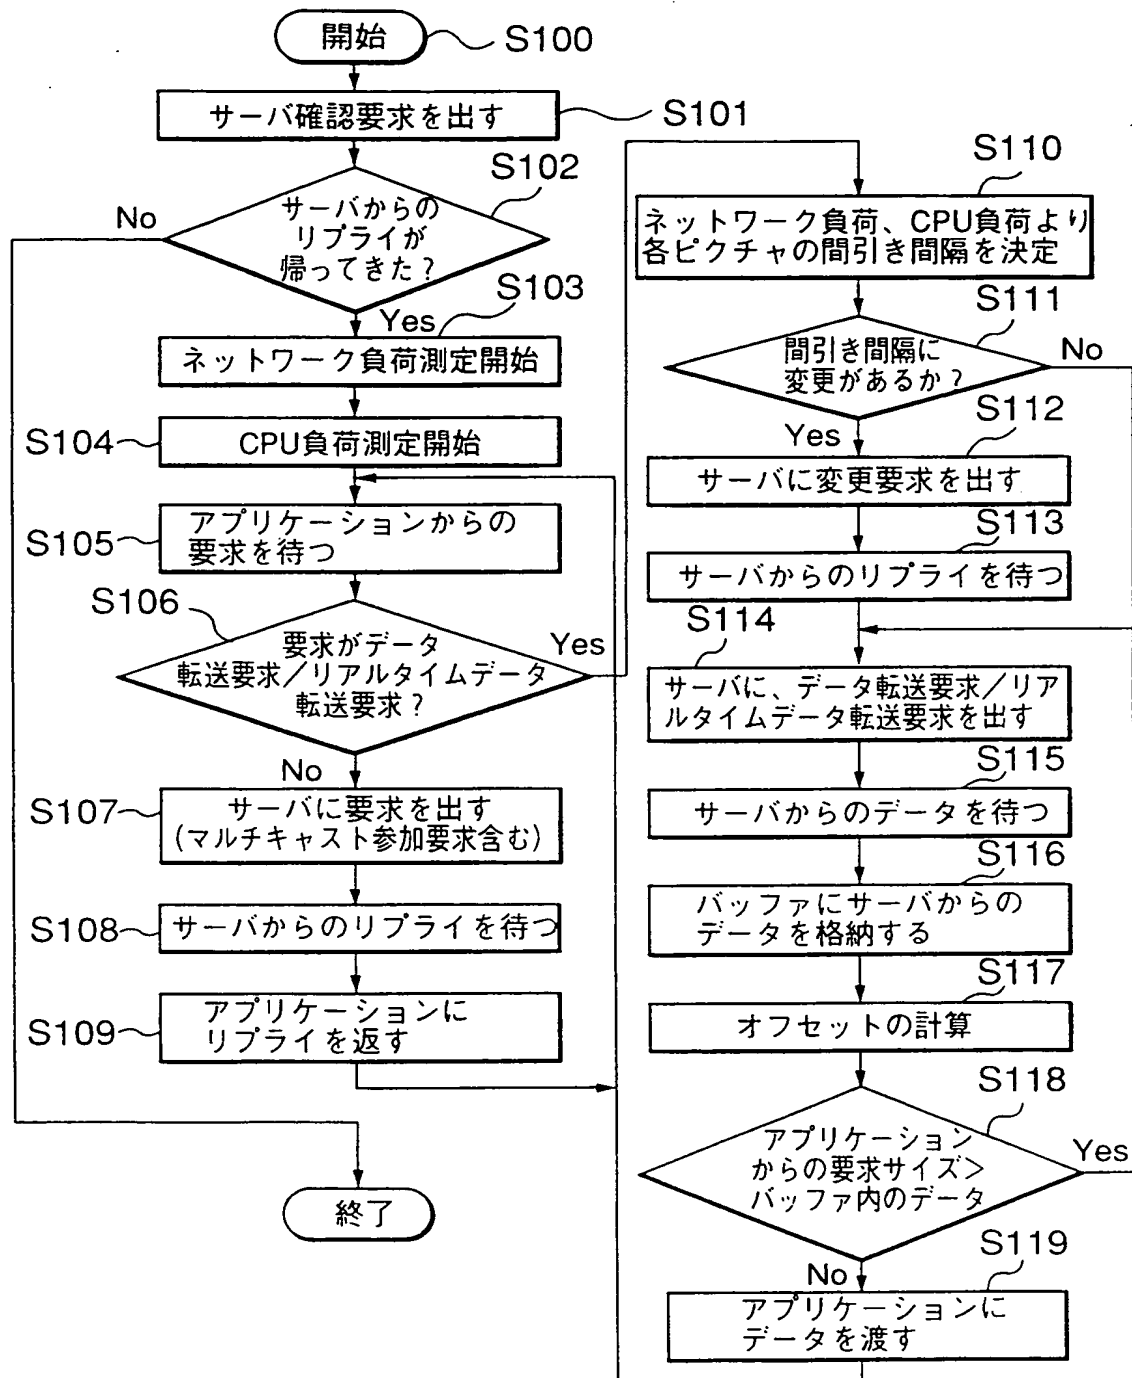 開始
S100
サーバ確認要求を出す
S101
S102
No
サーバからの
リプライが
帰ってきた?
Yes
S103
ネットワーク負荷測定開始
S104
CPU負荷測定開始
S105
アプリケーションからの
要求を待つ
S106
Yes
要求がデータ
転送要求/リアルタイムデータ
転送要求?
No
S107
サーバに要求を出す
(マルチキャスト参加要求含む)
S108
サーバからのリプライを待つ
S109
アプリケーションに
リプライを返す
終了
S110
ネットワーク負荷、CPU負荷より
各ピクチャの間引き間隔を決定
S111
間引き間隔に
変更があるか?
No
Yes
S112
サーバに変更要求を出す
S113
サーバからのリプライを待つ
S114
サーバに、データ転送要求/リア
ルタイムデータ転送要求を出す
S115
サーバからのデータを待つ
S116
バッファにサーバからの
データを格納する
S117
オフセットの計算
S118
アプリケーション
からの要求サイズ>
バッファ内のデータ
Yes
No
S119
アプリケーションに
データを渡す